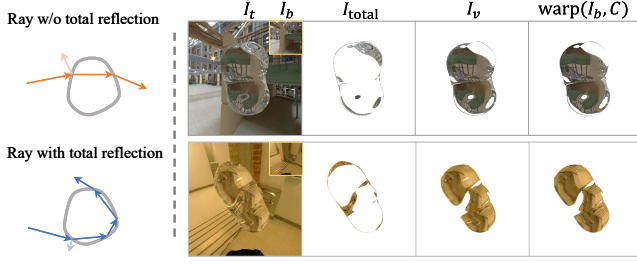 Ray w/o total reflection
Ray with total reflection
I_t I_b I_total I_v warp(I_b, C)